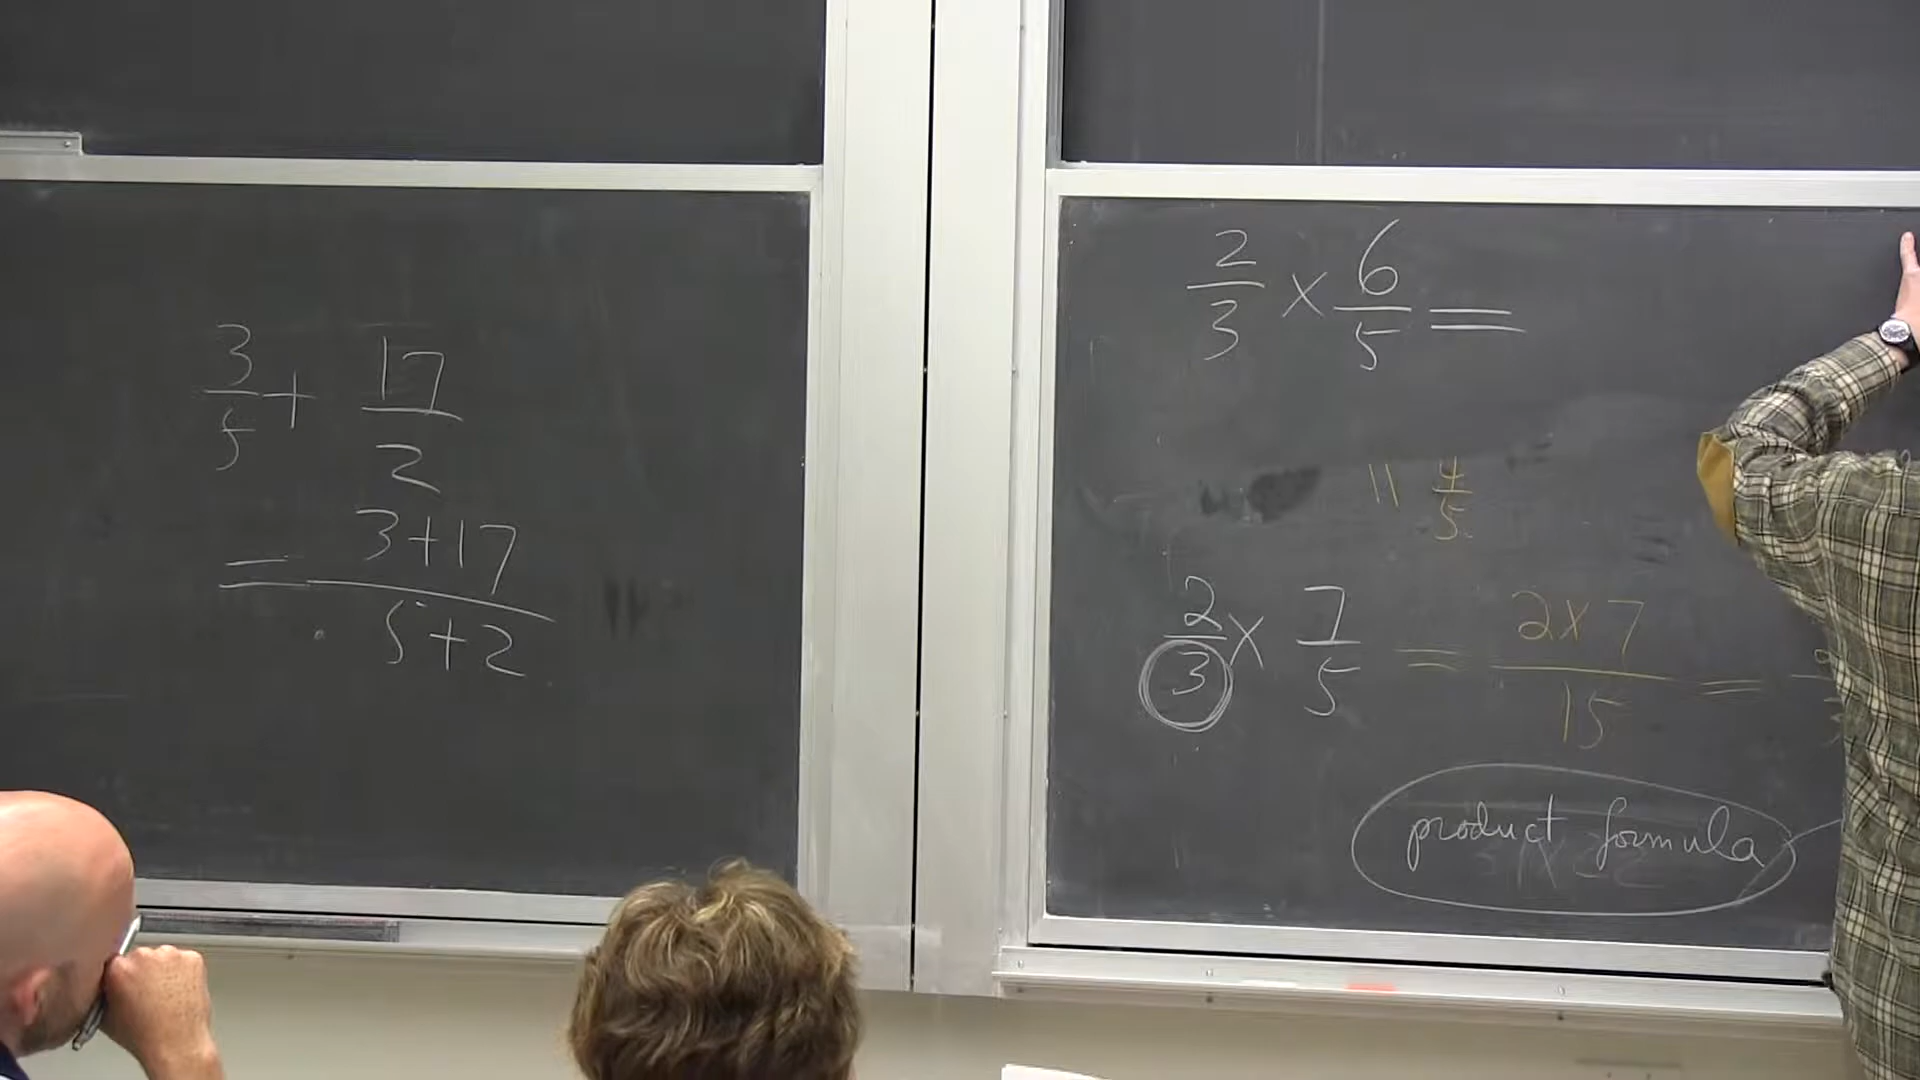 3/5 + 17/2
= 3+17/5+2
2/3 × 6/5 =
11 4/5
2/3 × 7/5 = 2×7/15 =
product formula